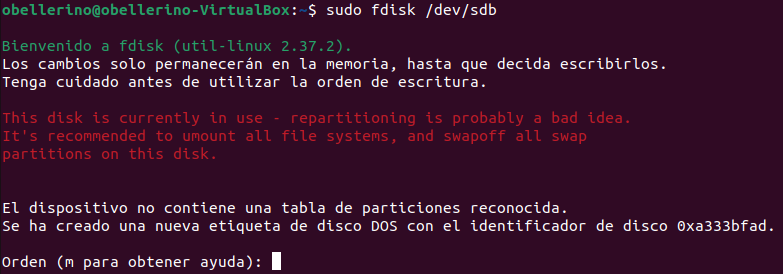 obellerino@obellerino-VirtualBox:~$ sudo fdisk /dev/sdb
Bienvenido a fdisk (util-linux 2.37.2).
Los cambios solo permanecerán en la memoria, hasta que decida escribirlos.
Tenga cuidado antes de utilizar la orden de escritura.
This disk is currently in use - repartitioning is probably a bad idea.
It's recommended to umount all file systems, and swapoff all swap
partitions on this disk.
El dispositivo no contiene una tabla de particiones reconocida.
Se ha creado una nueva etiqueta de disco DOS con el identificador de disco 0xa333bfad.
Orden (m para obtener ayuda):